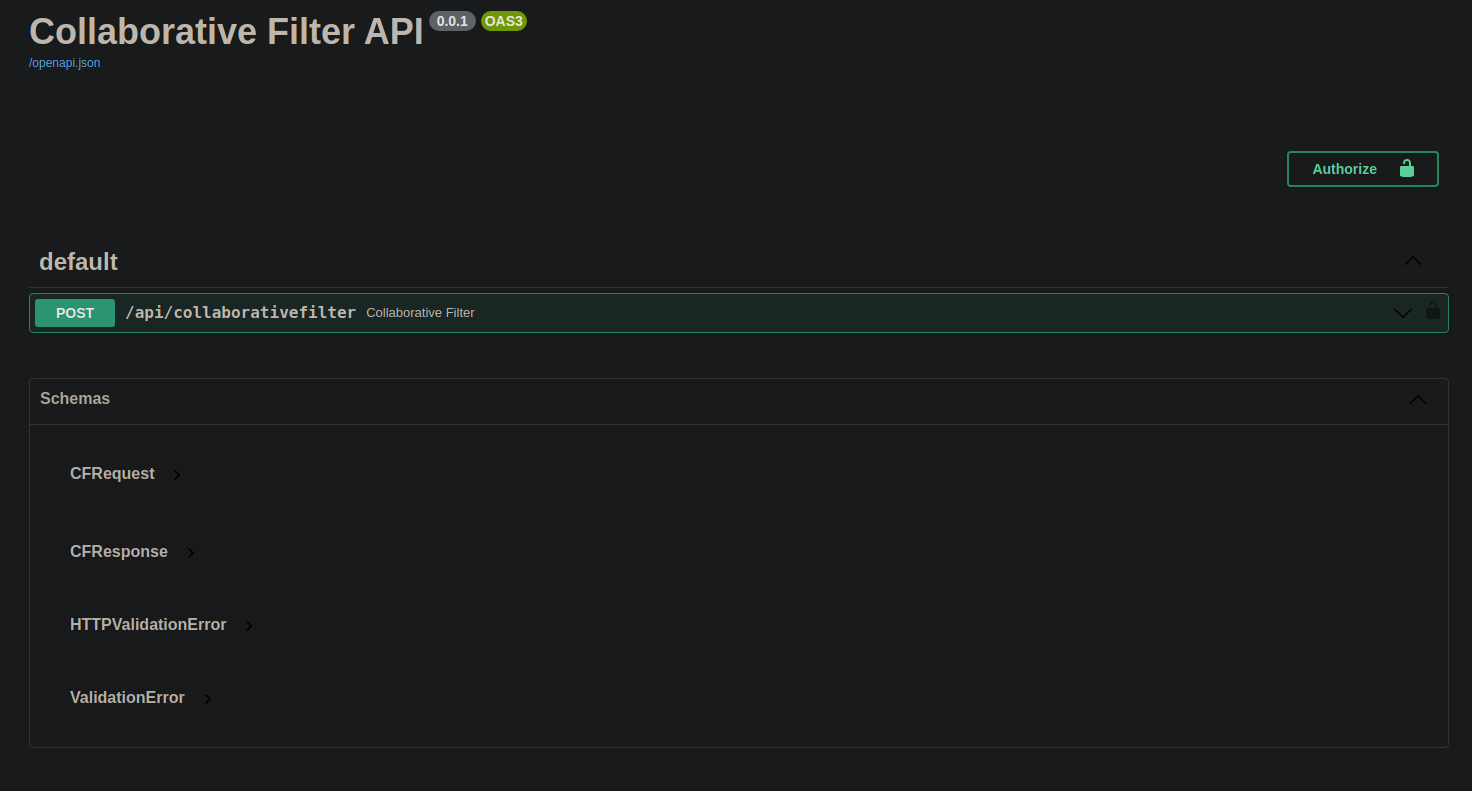 Collaborative Filter API 0.0.1 OAS3
/openapi.json
Authorize
default
POST /api/collaborativefilter Collaborative Filter
Schemas
CFRequest
CFResponse
HTTPValidationError
ValidationError